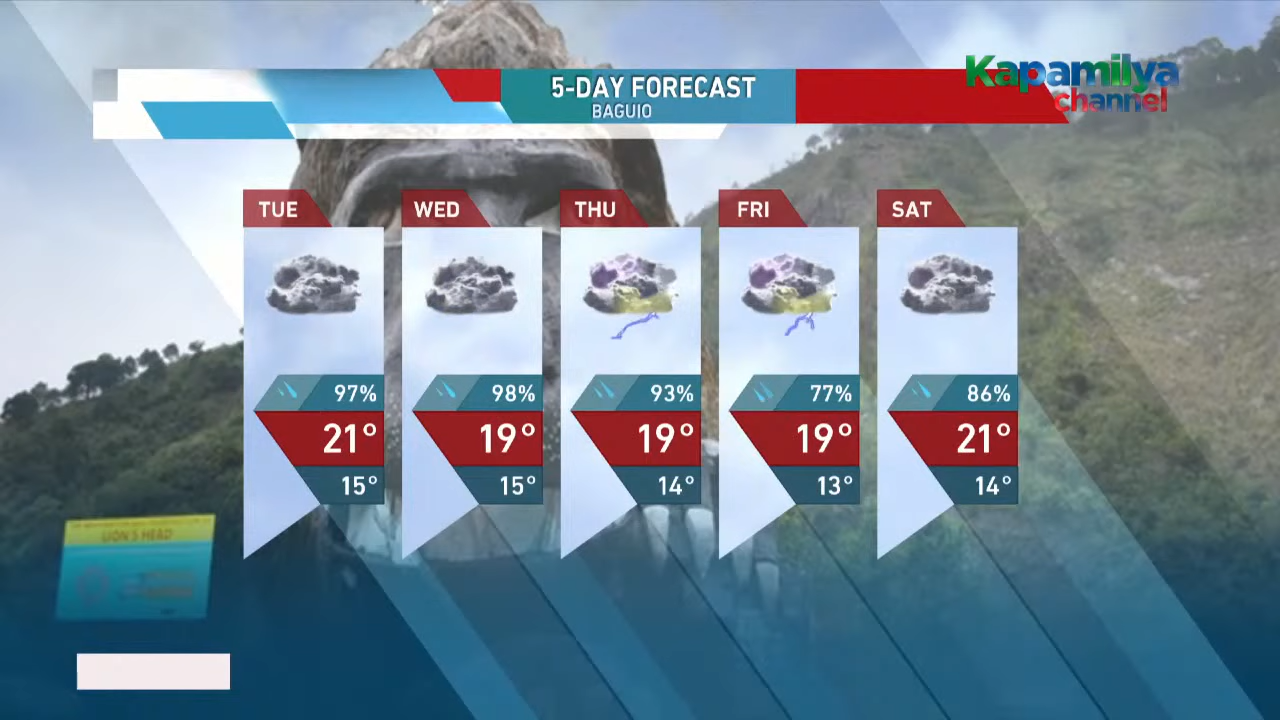 5-DAY FORECAST
BAGUIO
Kapamilya
channel
TUE
WED
THU
FRI
SAT
97%
98%
93%
77%
86%
21°
19°
19°
19°
21°
15°
15°
14°
13°
14°
LION'S HEAD